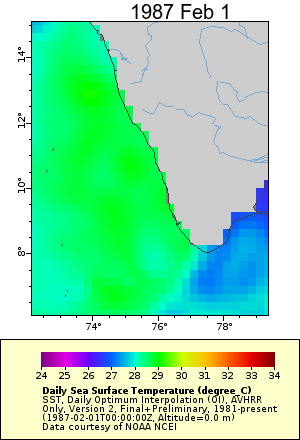 1987 Feb 1
14°
12°
10°
8°
74° 76° 78°
24 25 26 27 28 29 30 31 32 33 34
Daily Sea Surface Temperature (degree_C)
SST, Daily Optimum Interpolation (OI), AVHRR
Only, Version 2, Final+Preliminary, 1981-present
(1987-02-01T00:00:00Z, Altitude=0.0 m)
Data courtesy of NOAA NCEI